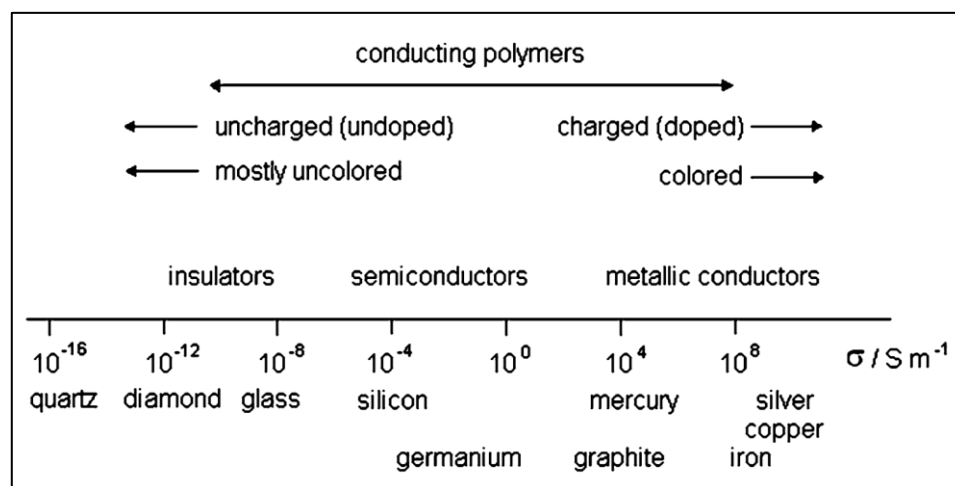 conducting polymers
uncharged (undoped) charged (doped)
mostly uncolored colored
insulators semiconductors metallic conductors
10⁻¹⁶ 10⁻¹² 10⁻⁸ 10⁻⁴ 10⁰ 10⁴ 10⁸ σ / S m⁻¹
quartz diamond glass silicon mercury silver
copper
germanium graphite iron